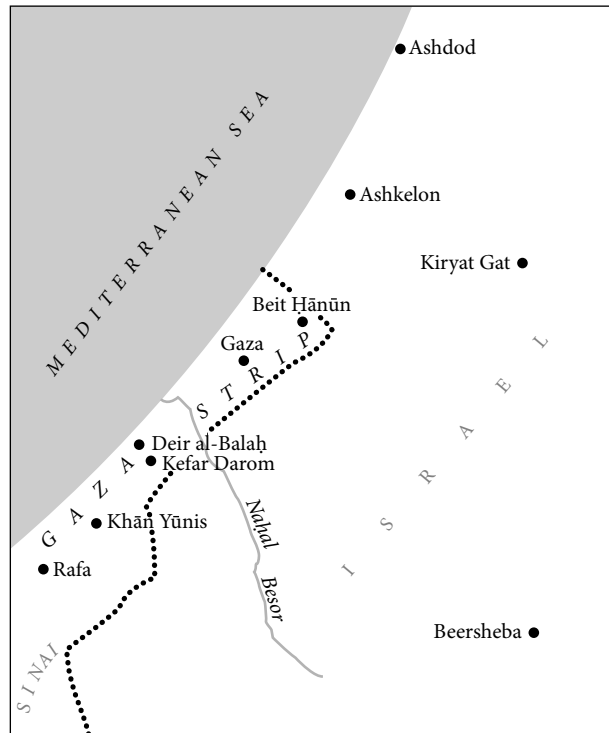 Ashdod
MEDITERRANEAN SEA
Ashkelon
Kiryat Gat
Beit Ḥānūn
Gaza
GAZA STRIP
ISRAEL
Deir al-Balaḥ
Kefar Darom
Khān Yūnis
Naḥal Besor
Rafa
Beersheba
SINAI